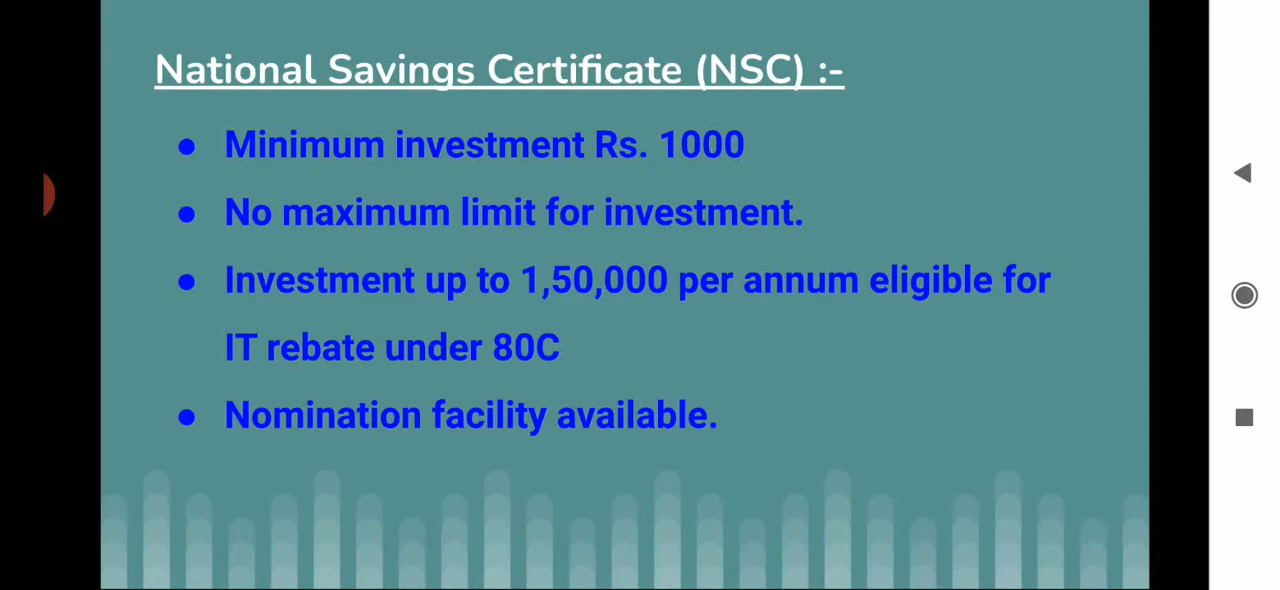 National Savings Certificate (NSC) :-
● Minimum investment Rs. 1000
● No maximum limit for investment.
● Investment up to 1,50,000 per annum eligible for
IT rebate under 80C
● Nomination facility available.